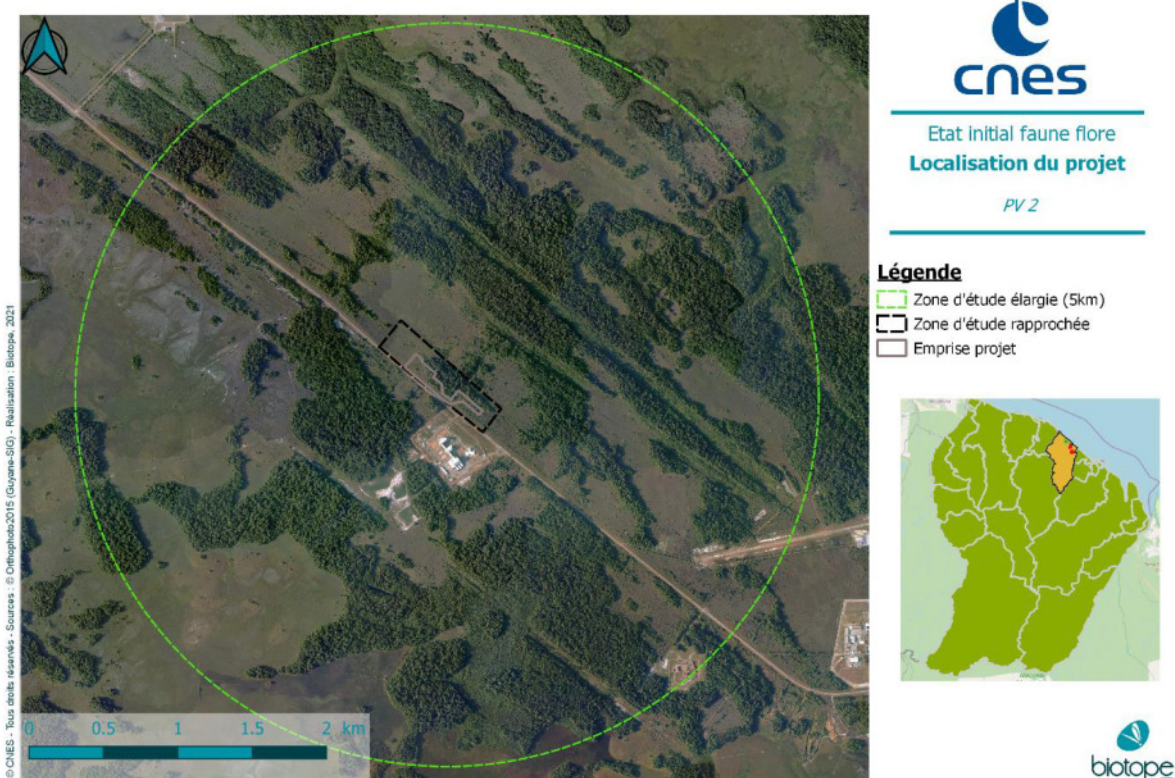 cnes
Etat initial faune flore
Localisation du projet
PV 2
Légende
Zone d'étude élargie (5km)
Zone d'étude rapprochée
Emprise projet
© CNES - Tous droits réservés - Sources : © Orthophoto2015 (Guyane-SIG) - Réalisation : Biotope, 2021
0 0.5 1 1.5 2 km
biotope